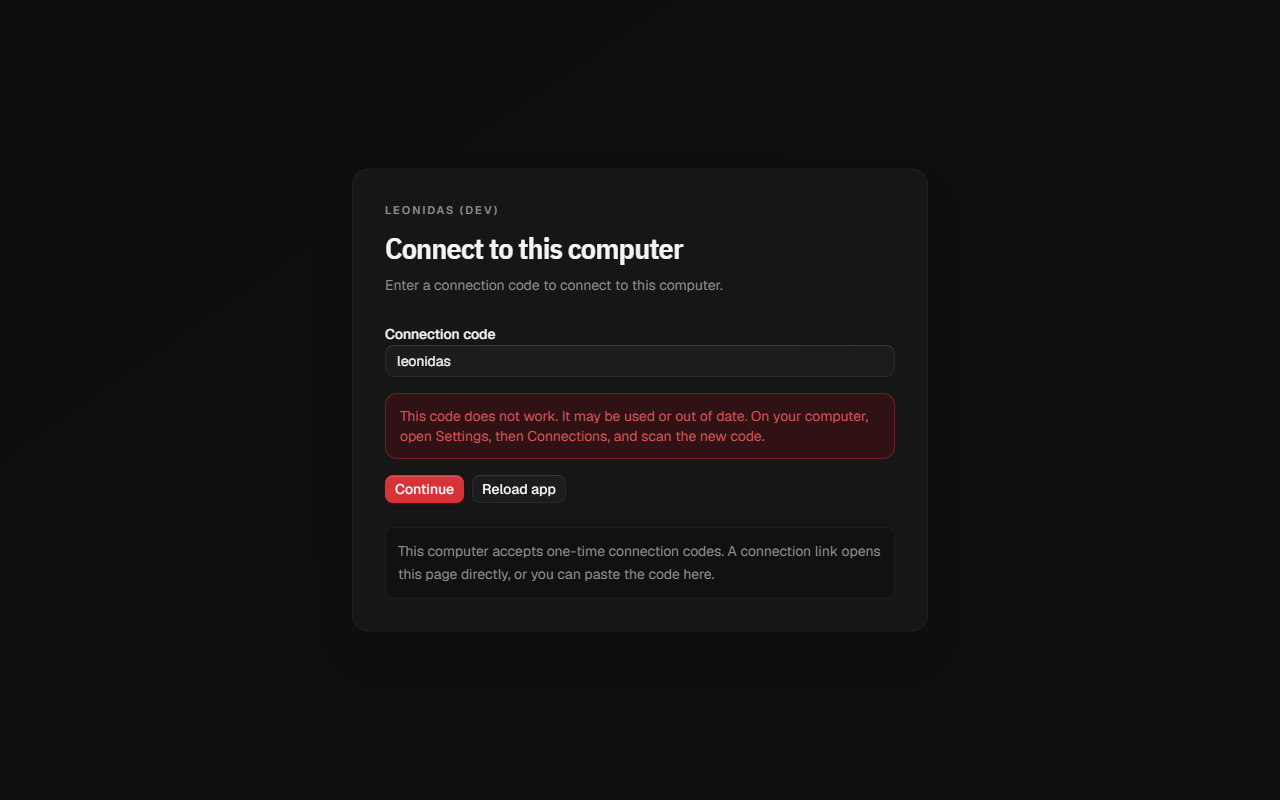 LEONIDAS (DEV)
Connect to this computer
Enter a connection code to connect to this computer.
Connection code
leonidas
This code does not work. It may be used or out of date. On your computer,
open Settings, then Connections, and scan the new code.
Continue
Reload app
This computer accepts one-time connection codes. A connection link opens
this page directly, or you can paste the code here.